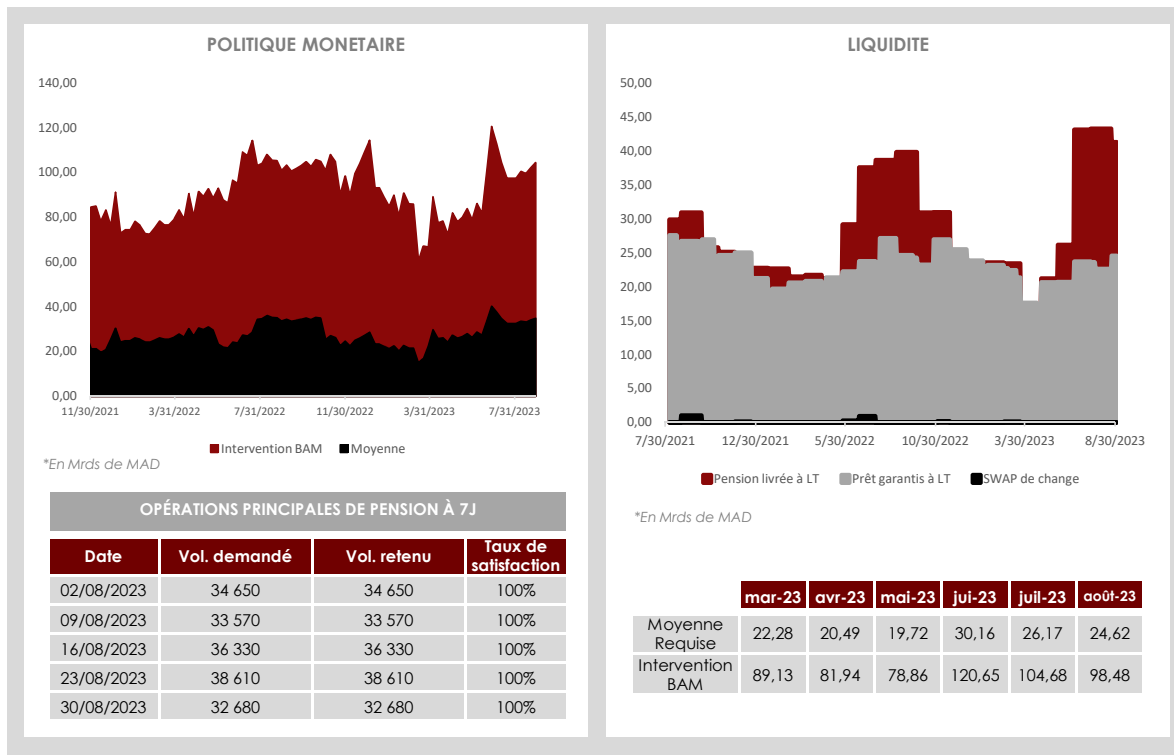 POLITIQUE MONETAIRE
140,00
120,00
100,00
80,00
60,00
40,00
20,00
0,00
11/30/2021 3/31/2022 7/31/2022 11/30/2022 3/31/2023 7/31/2023
Intervention BAM Moyenne
*En Mrds de MAD
OPÉRATIONS PRINCIPALES DE PENSION À 7J
Date Vol. demandé Vol. retenu Taux de satisfaction
02/08/2023 34 650 34 650 100%
09/08/2023 33 570 33 570 100%
16/08/2023 36 330 36 330 100%
23/08/2023 38 610 38 610 100%
30/08/2023 32 680 32 680 100%
LIQUIDITE
50,00
45,00
40,00
35,00
30,00
25,00
20,00
15,00
10,00
5,00
0,00
7/30/2021 12/30/2021 5/30/2022 10/30/2022 3/30/2023 8/30/2023
Pension livrée à LT Prêt garantis à LT SWAP de change
*En Mrds de MAD
mar-23 avr-23 mai-23 jui-23 juil-23 août-23
Moyenne Requise 22,28 20,49 19,72 30,16 26,17 24,62
Intervention BAM 89,13 81,94 78,86 120,65 104,68 98,48